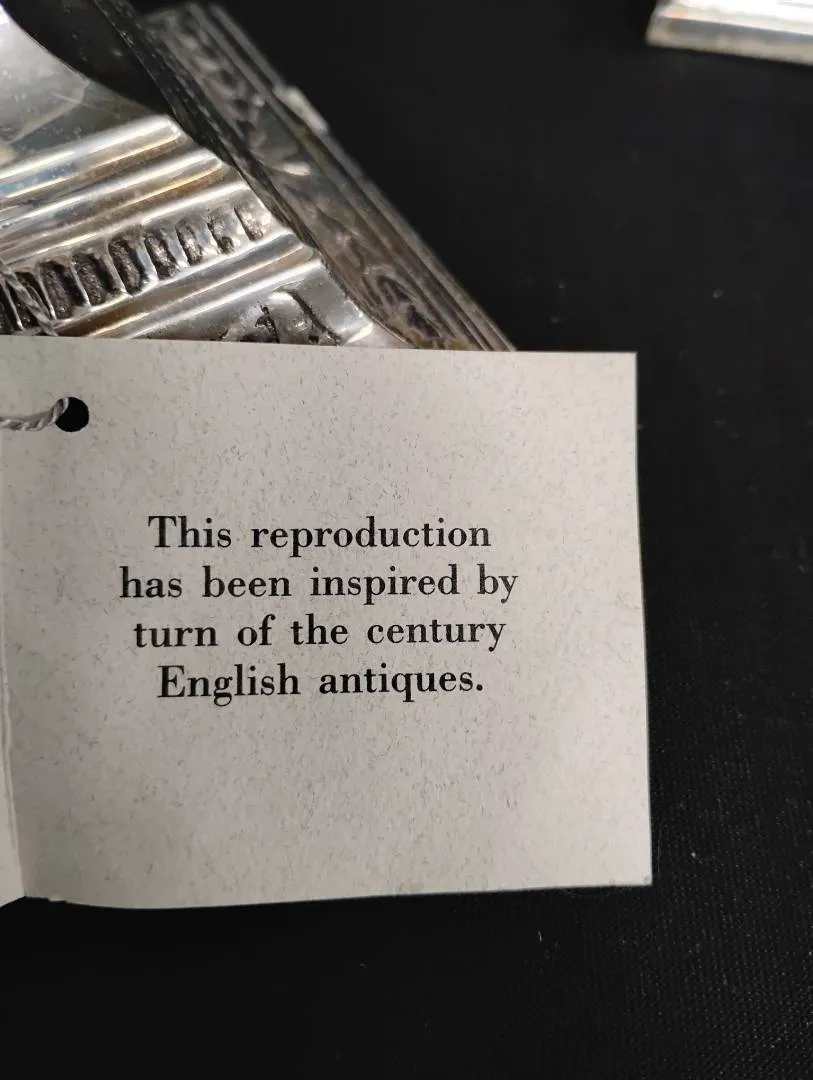 This reproduction
has been inspired by
turn of the century
English antiques.